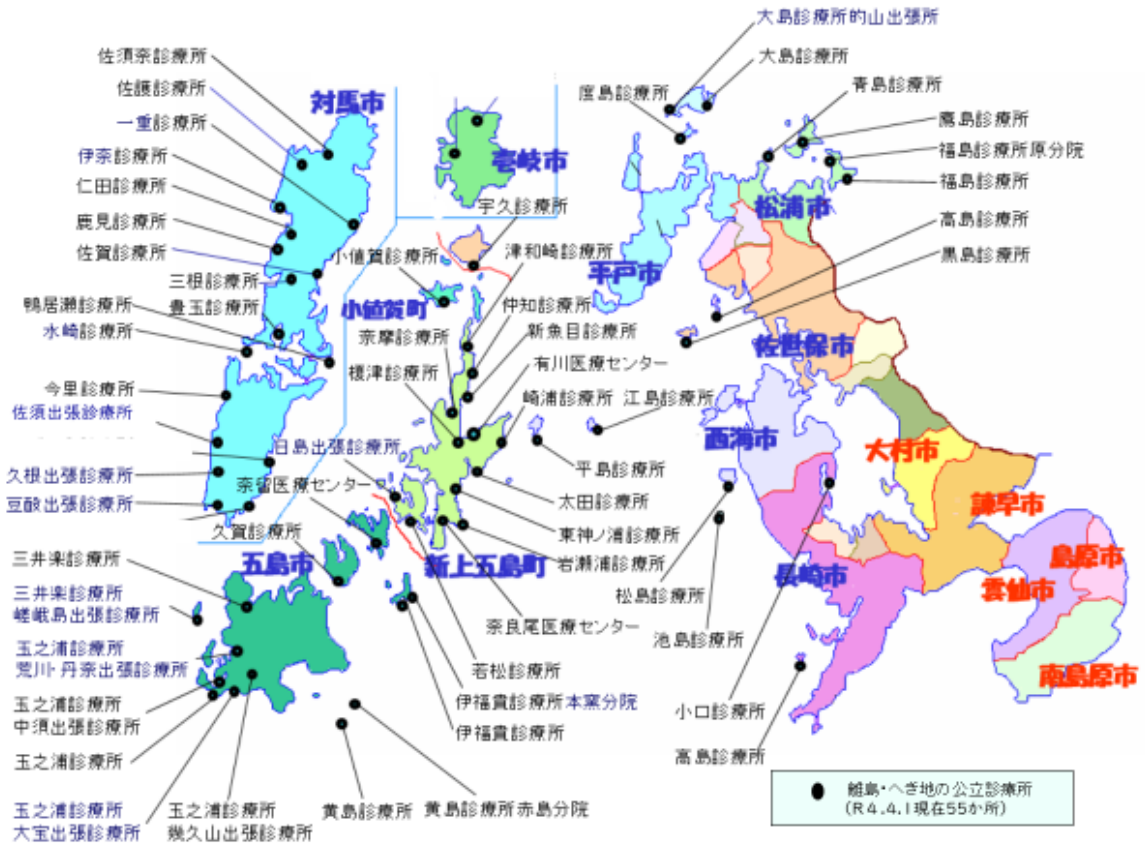 大島診療所的山出張所
佐須奈診療所
大島診療所
青島診療所
佐護診療所
対馬市
度島診療所
一重診療所
鷹島診療所
伊奈診療所
壱岐市
福島診療所原分院
仁田診療所
福島診療所
宇久診療所
松浦市
鹿見診療所
高島診療所
佐賀診療所
小値賀診療所
津和崎診療所
黒島診療所
三根診療所
平戸市
鴨居瀬診療所
小値賀町
仲知診療所
豊玉診療所
新魚目診療所
水崎診療所
奈摩診療所
佐世保市
有川医療センター
榎津診療所
今里診療所
崎浦診療所
江島診療所
佐須出張診療所
西海市
大村市
日島出張診療所
平島診療所
久根出張診療所
奈留医療センター
太田診療所
豆酘出張診療所
諫早市
久賀診療所
東神ノ浦診療所
三井楽診療所
五島市
新上五島町
岩瀬浦診療所
島原市
長崎市
雲仙市
三井楽診療所
嵯峨島出張診療所
松島診療所
奈良尾医療センター
池島診療所
玉之浦診療所
荒川・丹奈出張診療所
若松診療所
南島原市
玉之浦診療所
中須出張診療所
伊福貴診療所本窯分院
小口診療所
伊福貴診療所
玉之浦診療所
高島診療所
離島・へき地の公立診療所
(R4.4.1現在55か所)
玉之浦診療所
大宝出張診療所
玉之浦診療所
幾久山出張診療所
黄島診療所
黄島診療所赤島分院